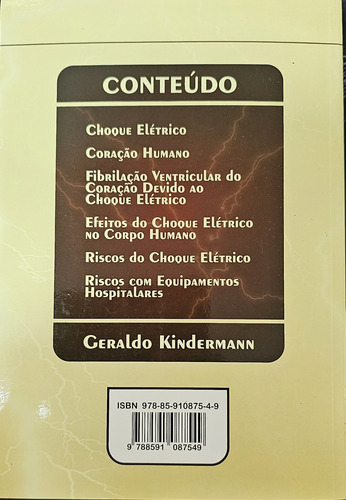 CONTEÚDO
Choque Elétrico
Coração Humano
Fibrilação Ventricular do
Coração Devido ao
Choque Elétrico
Efeitos do Choque Elétrico
no Corpo Humano
Riscos do Choque Elétrico
Riscos com Equipamentos
Hospitalares
Geraldo Kindermann
ISBN 978-85-910875-4-9
9 788591 087549